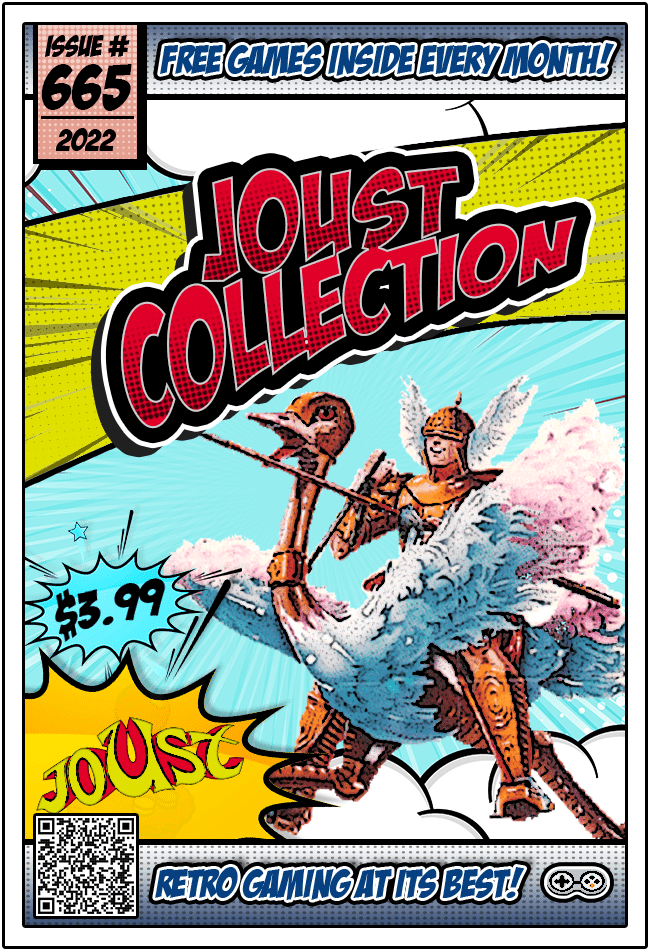 ISSUE #
665
2022
FREE GAMES INSIDE EVERY MONTH!
JOUST
COLLECTION
$3.99
JOUST
RETRO GAMING AT ITS BEST!